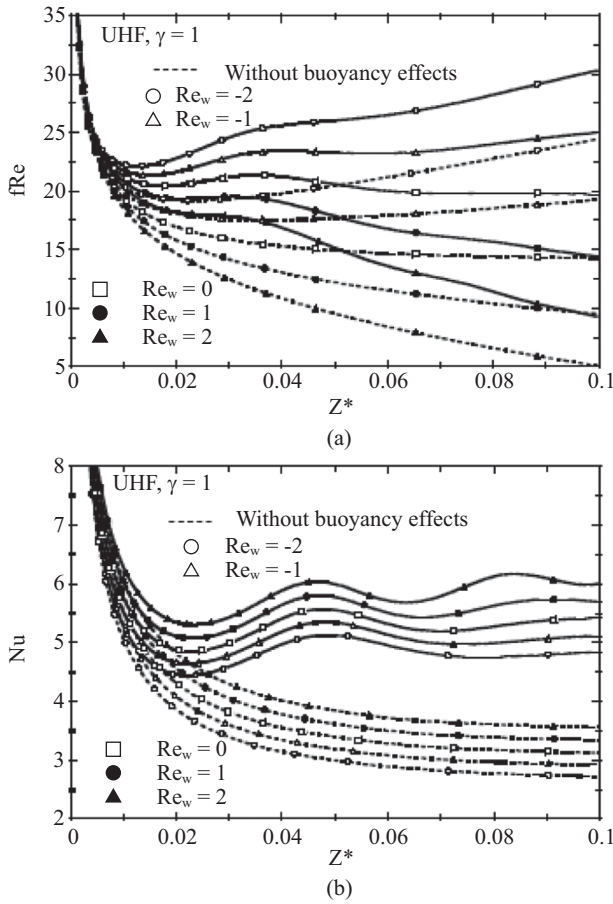 35
30
25
20
15
10
5
fRe
UHF, γ = 1
Without buoyancy effects
Re_w = -2
Re_w = -1
Re_w = 0
Re_w = 1
Re_w = 2
0 0.02 0.04 0.06 0.08 0.1
Z*
(a)
8
7
6
5
4
3
2
Nu
UHF, γ = 1
Without buoyancy effects
Re_w = -2
Re_w = -1
Re_w = 0
Re_w = 1
Re_w = 2
0 0.02 0.04 0.06 0.08 0.1
Z*
(b)